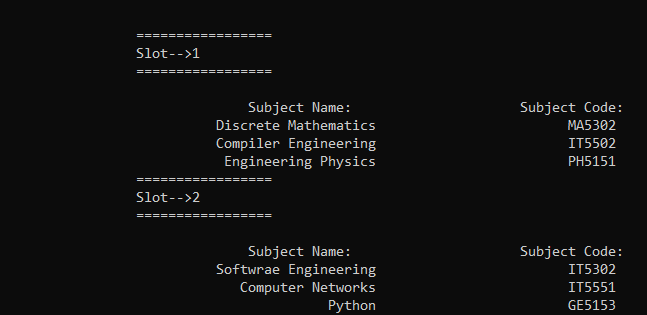 =================
Slot-->1
=================
Subject Name: Subject Code:
Discrete Mathematics MA5302
Compiler Engineering IT5502
Engineering Physics PH5151
=================
Slot-->2
=================
Subject Name: Subject Code:
Softwrae Engineering IT5302
Computer Networks IT5551
Python GE5153